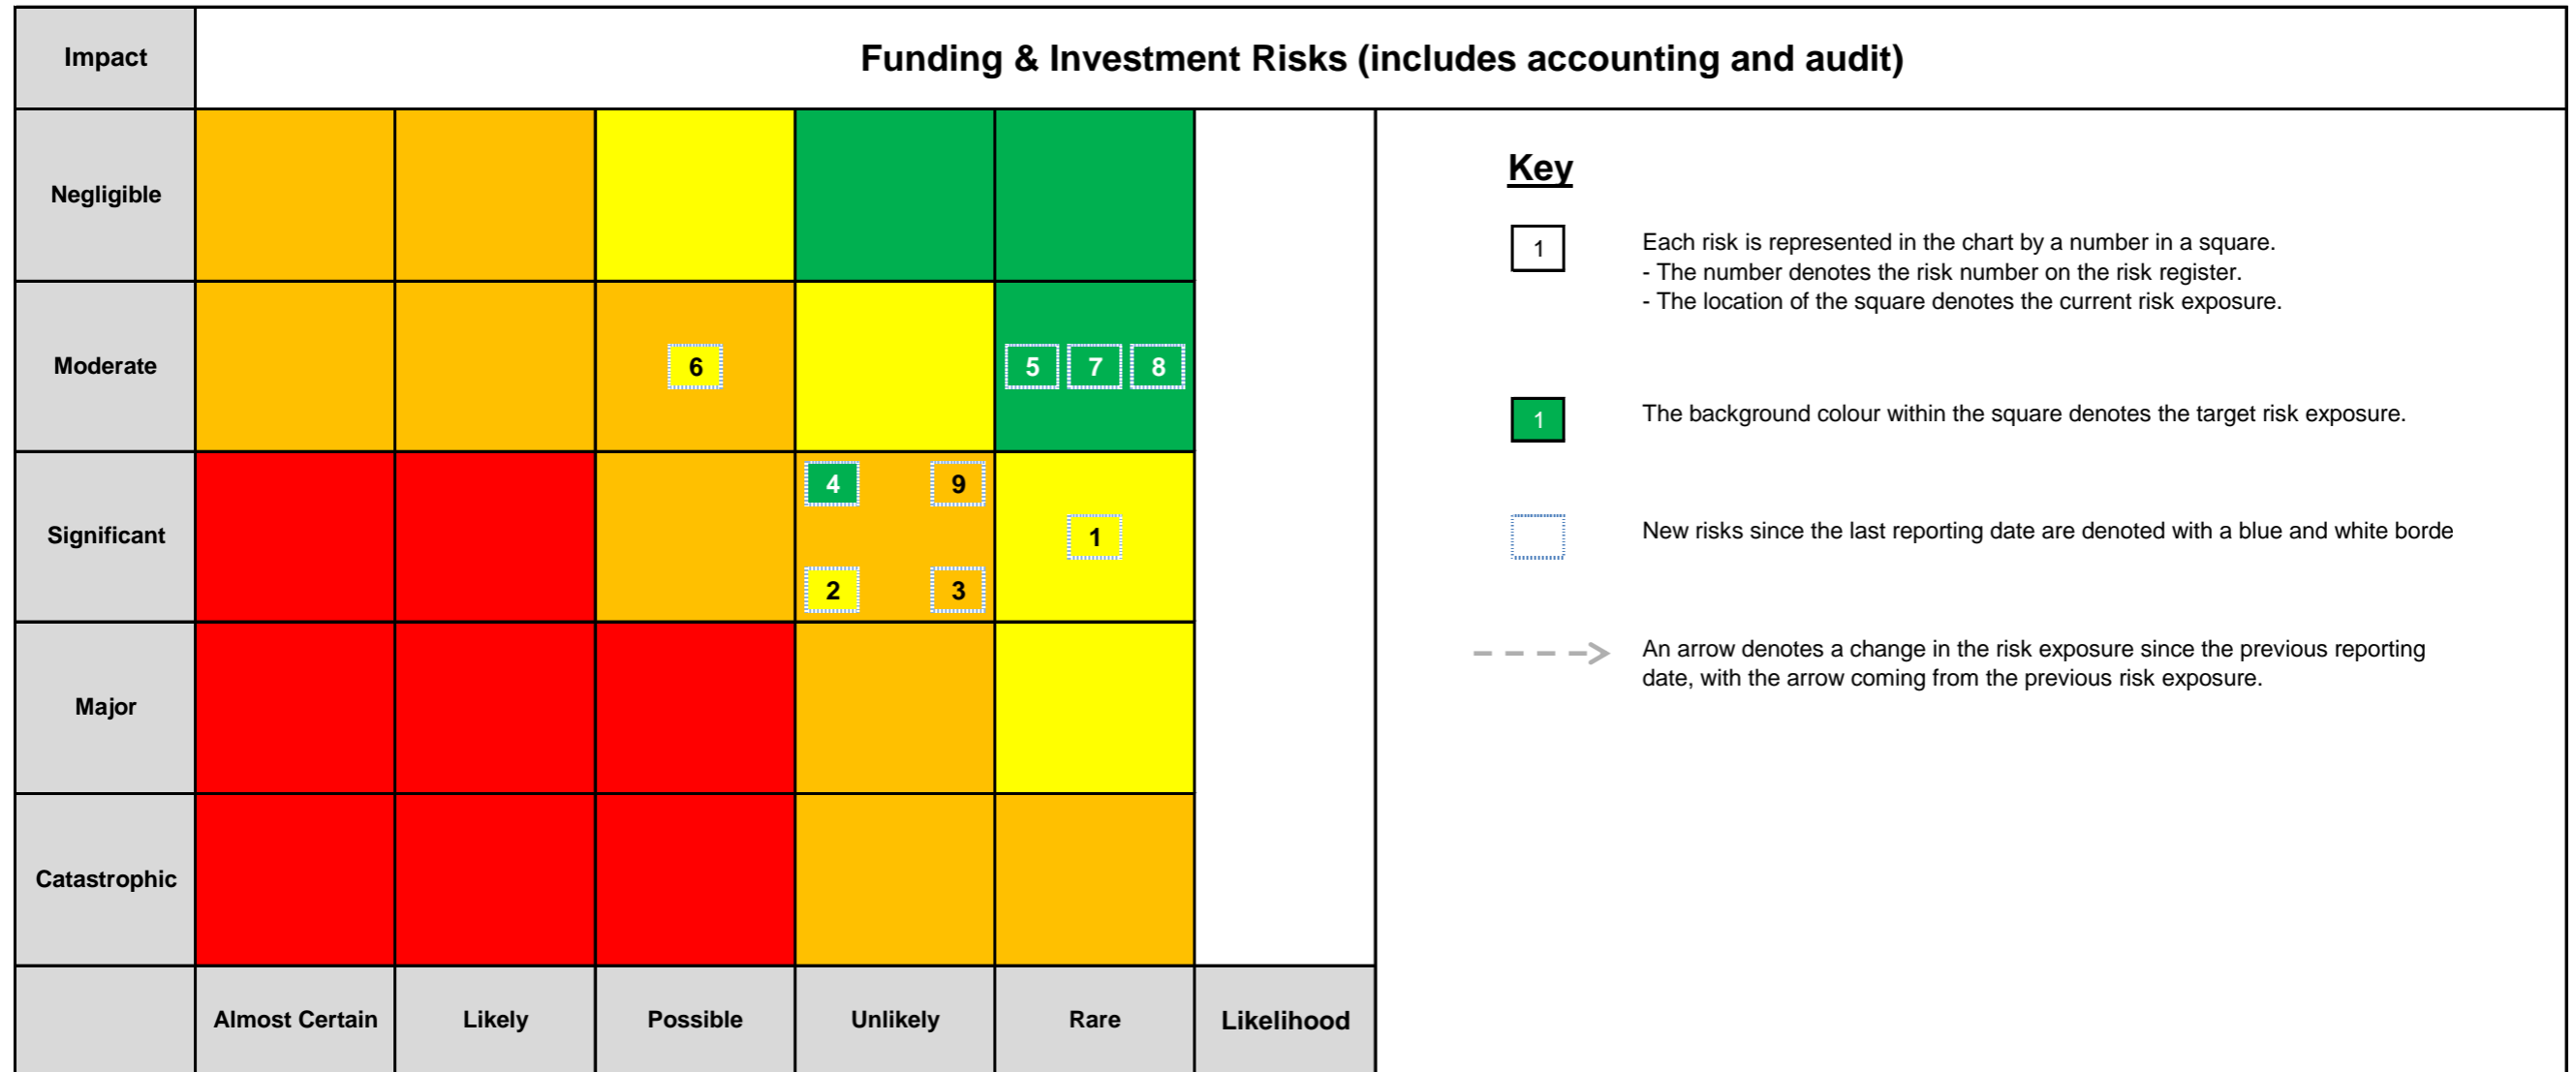 Impact
Funding & Investment Risks (includes accounting and audit)
Negligible
Moderate
6
5 7 8
Significant
4 9
1
2 3
Major
Catastrophic
Almost Certain Likely Possible Unlikely Rare Likelihood
Key
1
Each risk is represented in the chart by a number in a square.
- The number denotes the risk number on the risk register.
- The location of the square denotes the current risk exposure.
1
The background colour within the square denotes the target risk exposure.
New risks since the last reporting date are denoted with a blue and white borde
An arrow denotes a change in the risk exposure since the previous reporting
date, with the arrow coming from the previous risk exposure.